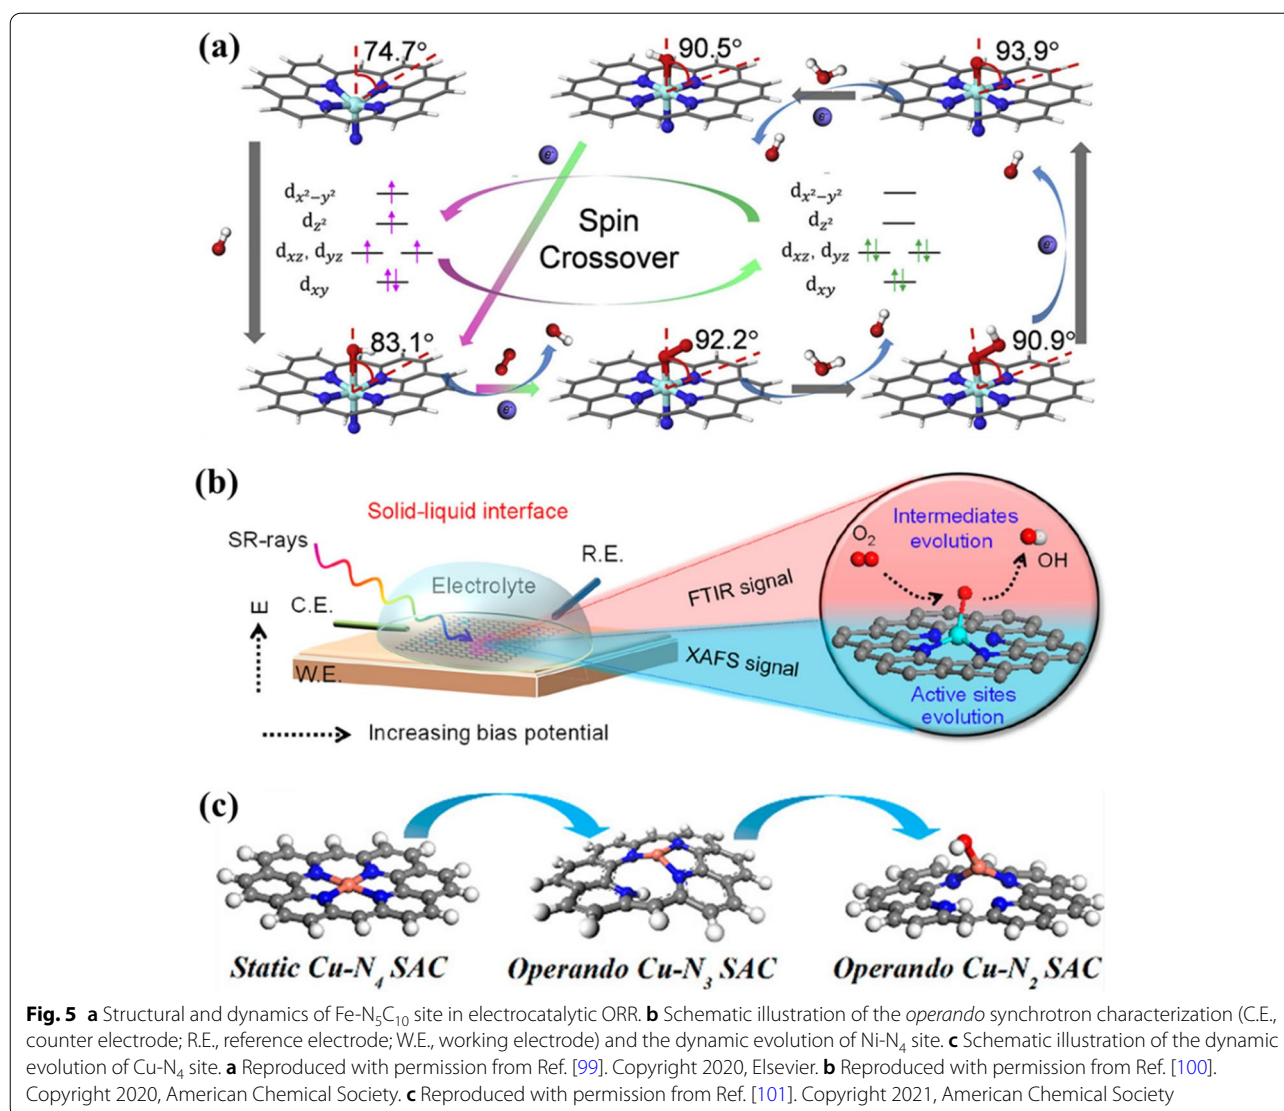 (a)
74.7°
90.5°
93.9°
e-
e-
Spin
Crossover
e-
dx²−y²
dz²
dxz, dyz
dxy
dx²−y²
dz²
dxz, dyz
dxy
83.1°
92.2°
90.9°
e-
(b)
Solid-liquid interface
SR-rays
R.E.
Electrolyte
C.E.
E
W.E.
Increasing bias potential
FTIR signal
XAFS signal
Intermediates
evolution
O2
OH
Active sites
evolution
(c)
Static Cu-N4 SAC
Operando Cu-N3 SAC
Operando Cu-N2 SAC
Fig. 5 a Structural and dynamics of Fe-N5C10 site in electrocatalytic ORR. b Schematic illustration of the operando synchrotron characterization (C.E.,
counter electrode; R.E., reference electrode; W.E., working electrode) and the dynamic evolution of Ni-N4 site. c Schematic illustration of the dynamic
evolution of Cu-N4 site. a Reproduced with permission from Ref. [99]. Copyright 2020, Elsevier. b Reproduced with permission from Ref. [100].
Copyright 2020, American Chemical Society. c Reproduced with permission from Ref. [101]. Copyright 2021, American Chemical Society